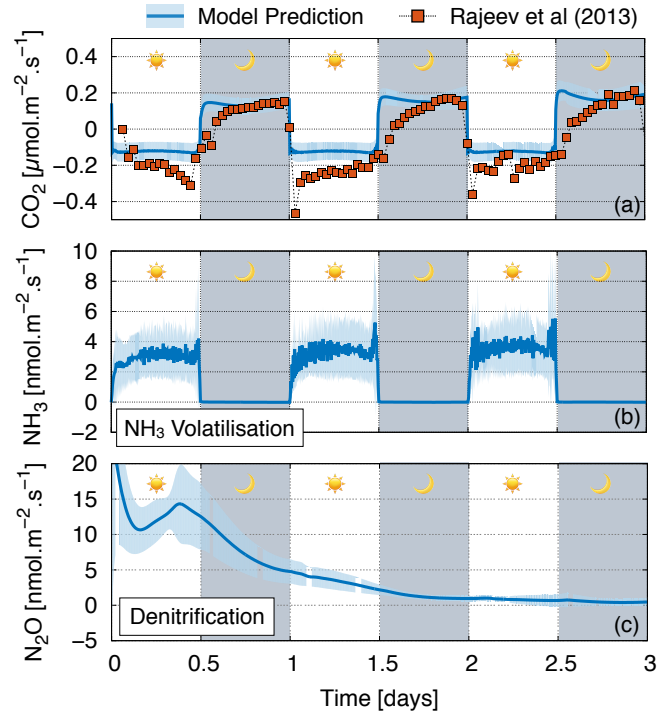 Model Prediction
Rajeev et al (2013)
CO₂ [μmol.m⁻².s⁻¹]
0.4
0.2
0
−0.2
−0.4
(a)
NH₃ [nmol.m⁻².s⁻¹]
10
8
6
4
2
0
−2
NH₃ Volatilisation
(b)
N₂O [nmol.m⁻².s⁻¹]
20
15
10
5
0
−5
Denitrification
(c)
0 0.5 1 1.5 2 2.5 3
Time [days]